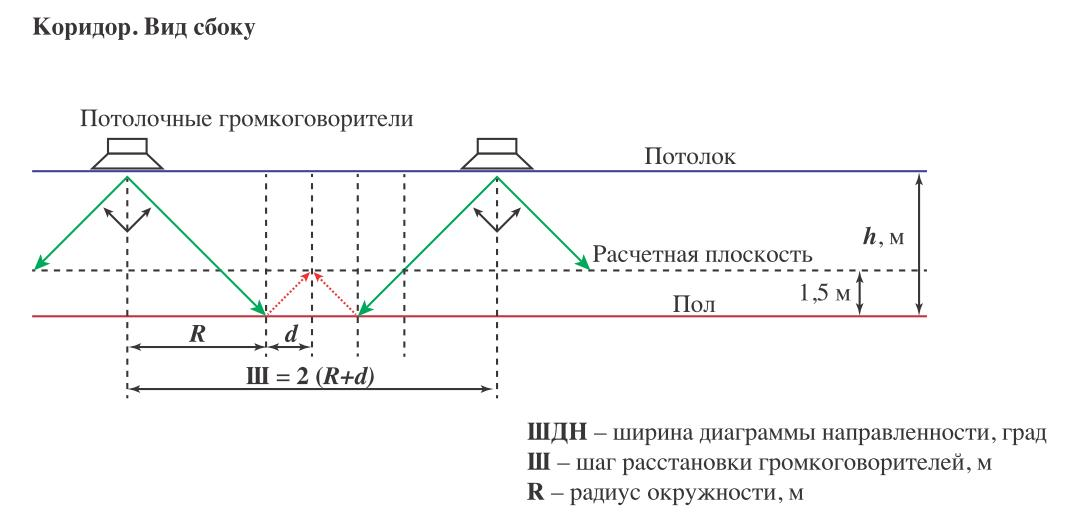 Коридор. Вид сбоку
Потолочные громкоговорители
Потолок
h, м
Расчетная плоскость
1,5 м
Пол
R
d
Ш = 2 (R+d)
ШДН – ширина диаграммы направленности, град
Ш – шаг расстановки громкоговорителей, м
R – радиус окружности, м